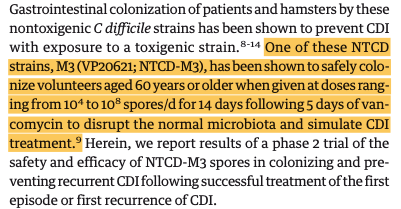 Gastrointestinal colonization of patients and hamsters by these
nontoxigenic C difficile strains has been shown to prevent CDI
with exposure to a toxigenic strain.8-14 One of these NTCD
strains, M3 (VP20621; NTCD-M3), has been shown to safely colo-
nize volunteers aged 60 years or older when given at doses rang-
ing from 10⁴ to 10⁸ spores/d for 14 days following 5 days of van-
comycin to disrupt the normal microbiota and simulate CDI
treatment.9 Herein, we report results of a phase 2 trial of the
safety and efficacy of NTCD-M3 spores in colonizing and pre-
venting recurrent CDI following successful treatment of the first
episode or first recurrence of CDI.